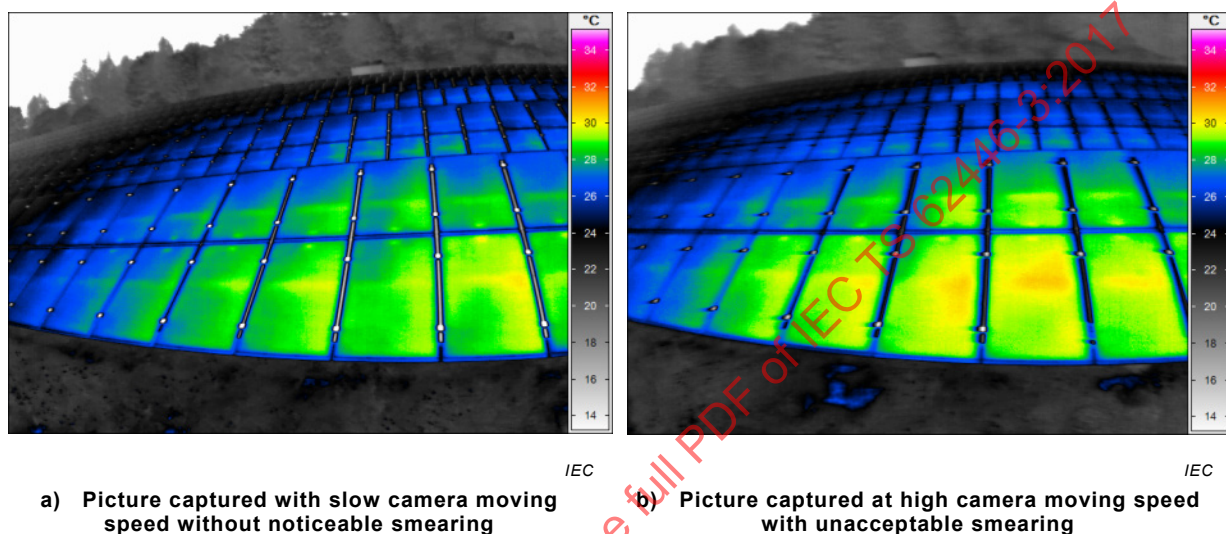 °C
34
32
30
28
26
24
22
20
18
16
14
°C
34
32
30
28
26
24
22
20
18
16
14
IEC
IEC
a) Picture captured with slow camera moving
speed without noticeable smearing
b) Picture captured at high camera moving speed
with unacceptable smearing
e full PDF of IEC TS 62446-3:2017